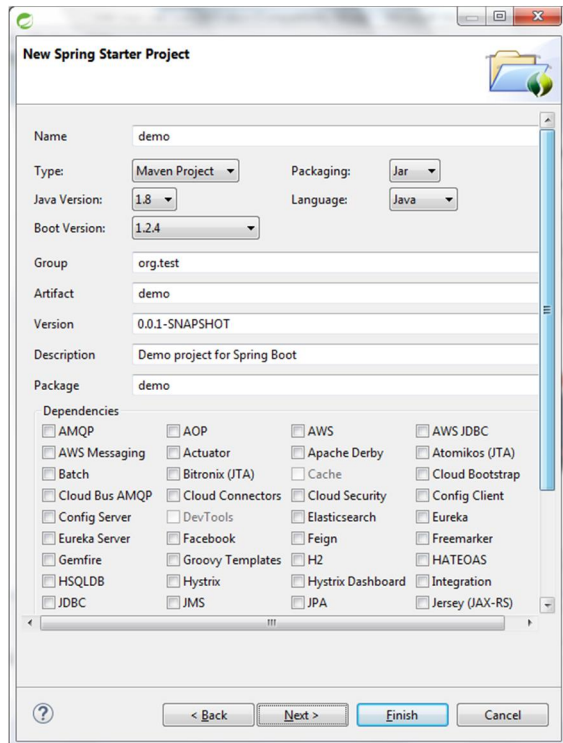 New Spring Starter Project
Name demo
Type: Maven Project Packaging: Jar
Java Version: 1.8 Language: Java
Boot Version: 1.2.4
Group org.test
Artifact demo
Version 0.0.1-SNAPSHOT
Description Demo project for Spring Boot
Package demo
Dependencies
AMQP AOP AWS AWS JDBC
AWS Messaging Actuator Apache Derby Atomikos (JTA)
Batch Bitronix (JTA) Cache Cloud Bootstrap
Cloud Bus AMQP Cloud Connectors Cloud Security Config Client
Config Server DevTools Elasticsearch Eureka
Eureka Server Facebook Feign Freemarker
Gemfire Groovy Templates H2 HATEOAS
HSQLDB Hystrix Hystrix Dashboard Integration
JDBC JMS JPA Jersey (JAX-RS)
? < Back Next > Finish Cancel